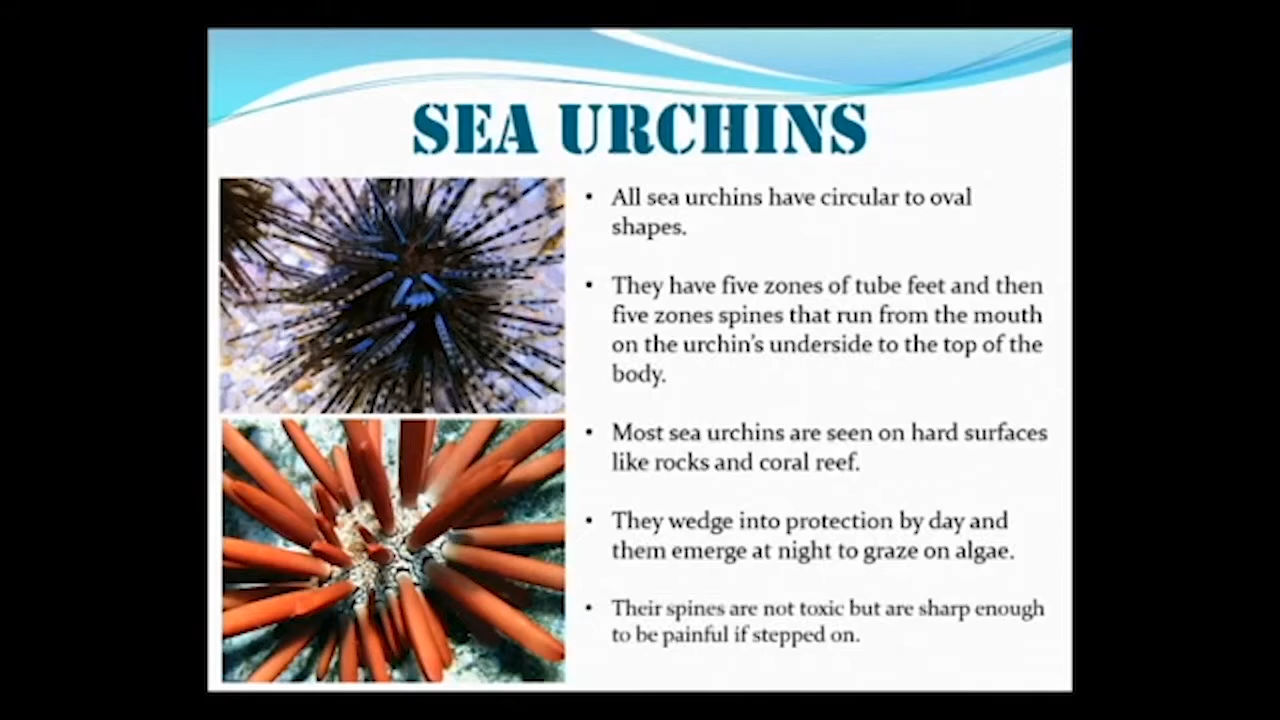 SEA URCHINS
• All sea urchins have circular to oval
shapes.
• They have five zones of tube feet and then
five zones spines that run from the mouth
on the urchin's underside to the top of the
body.
• Most sea urchins are seen on hard surfaces
like rocks and coral reef.
• They wedge into protection by day and
them emerge at night to graze on algae.
• Their spines are not toxic but are sharp enough
to be painful if stepped on.